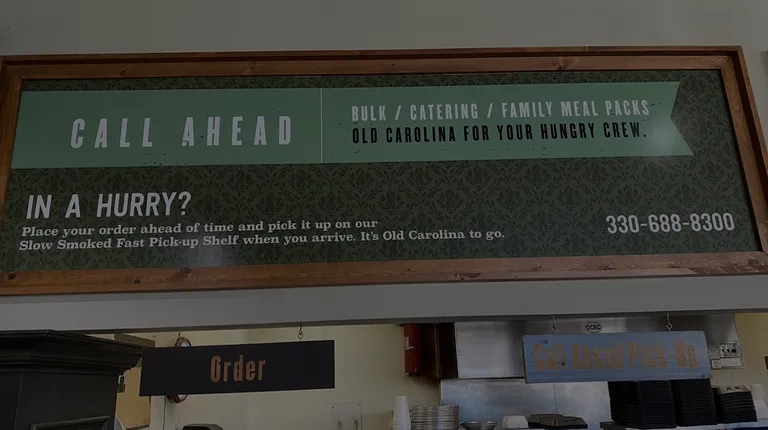 CALL AHEAD
BULK / CATERING / FAMILY MEAL PACKS
OLD CAROLINA FOR YOUR HUNGRY CREW.
IN A HURRY?
Place your order ahead of time and pick it up on our
Slow Smoked Fast Pick-up Shelf when you arrive. It's Old Carolina to go.
330-688-8300
OCBC
Order
Call Ahead Pick-Up